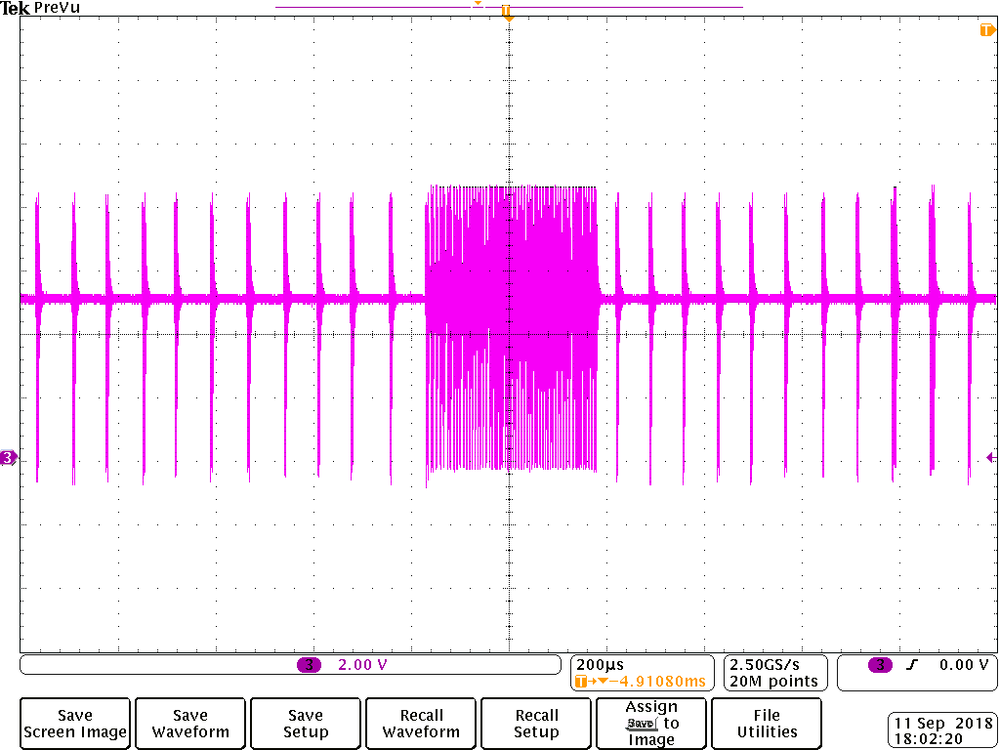 Tek PreVu
T
T
3
3 2.00 V
200µs
T→▼−4.91080ms
2.50GS/s
20M points
3 0.00 V
Save
Screen Image
Save
Waveform
Save
Setup
Recall
Waveform
Recall
Setup
Assign
Save to
Image
File
Utilities
11 Sep 2018
18:02:20